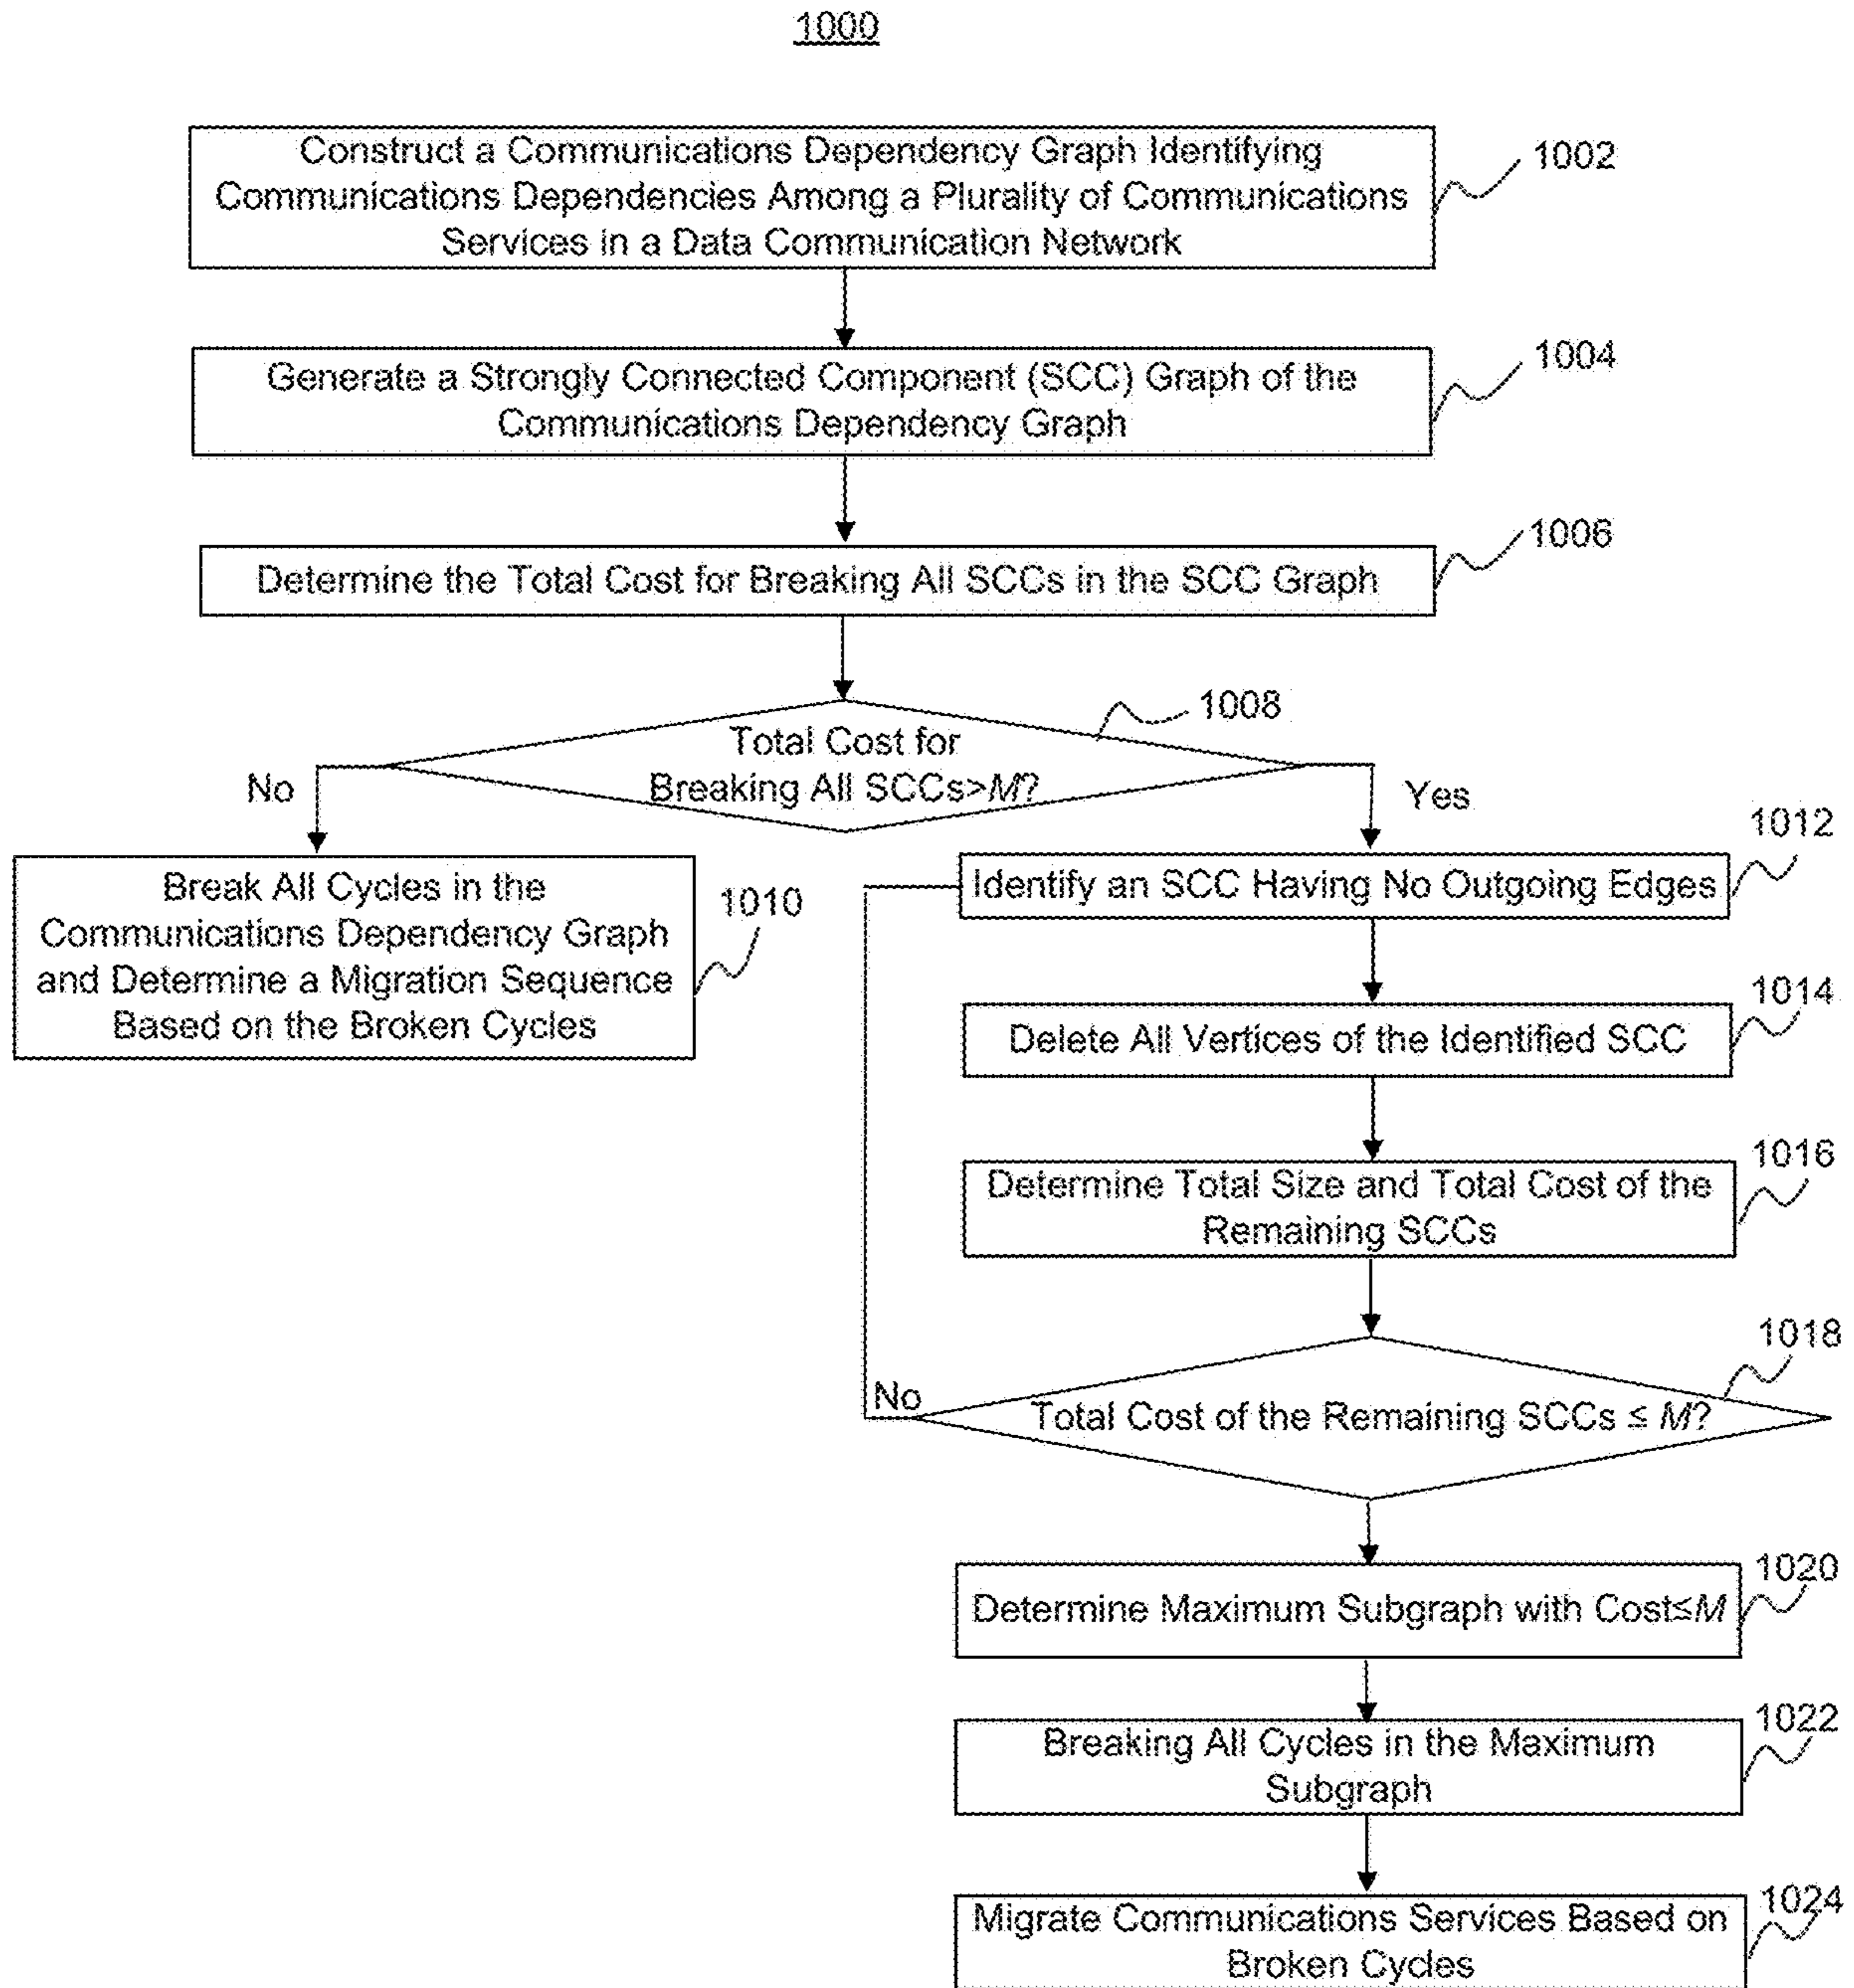 1000
Construct a Communications Dependency Graph Identifying
Communications Dependencies Among a Plurality of Communications
Services in a Data Communication Network
1002
Generate a Strongly Connected Component (SCC) Graph of the
Communications Dependency Graph
1004
Determine the Total Cost for Breaking All SCCs in the SCC Graph
1006
Total Cost for
Breaking All SCCs>M?
1008
No
Yes
Break All Cycles in the
Communications Dependency Graph
and Determine a Migration Sequence
Based on the Broken Cycles
1010
Identify an SCC Having No Outgoing Edges
1012
Delete All Vertices of the Identified SCC
1014
Determine Total Size and Total Cost of the
Remaining SCCs
1016
No
Total Cost of the Remaining SCCs ≤ M?
1018
Determine Maximum Subgraph with Cost≤M
1020
Breaking All Cycles in the Maximum
Subgraph
1022
Migrate Communications Services Based on
Broken Cycles
1024